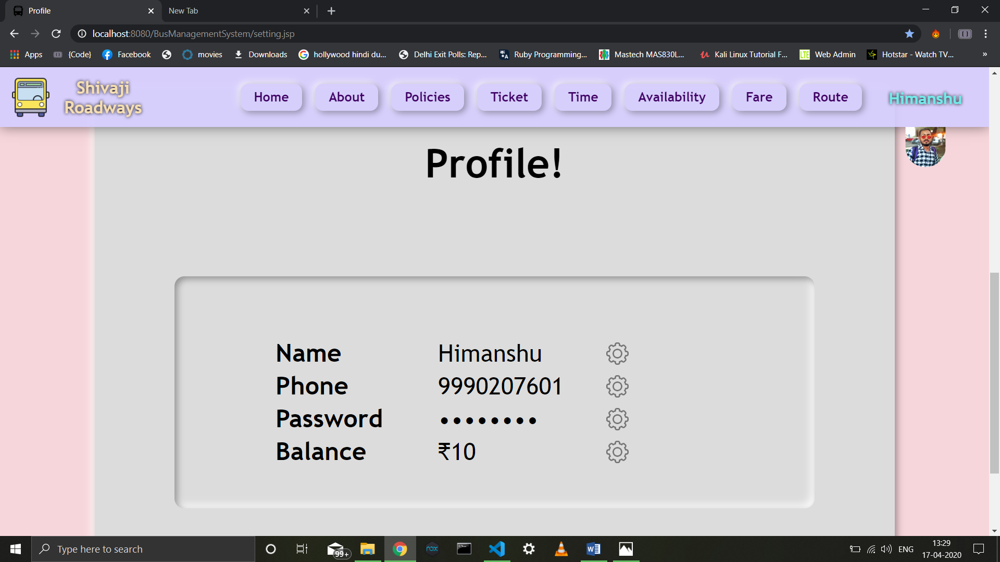 Profile
New Tab
localhost:8080/BusManagementSystem/setting.jsp
Apps
{Code}
Facebook
movies
Downloads
hollywood hindi du...
Delhi Exit Polls: Rep...
Ruby Programming...
Mastech MAS830L...
Kali Linux Tutorial F...
LTE
Web Admin
Hotstar - Watch TV...
»
Shivaji
Roadways
Home
About
Policies
Ticket
Time
Availability
Fare
Route
Himanshu
Profile!
Name Himanshu
Phone 9990207601
Password ••••••••
Balance ₹10
Type here to search
99+
nox
ENG
13:29
17-04-2020